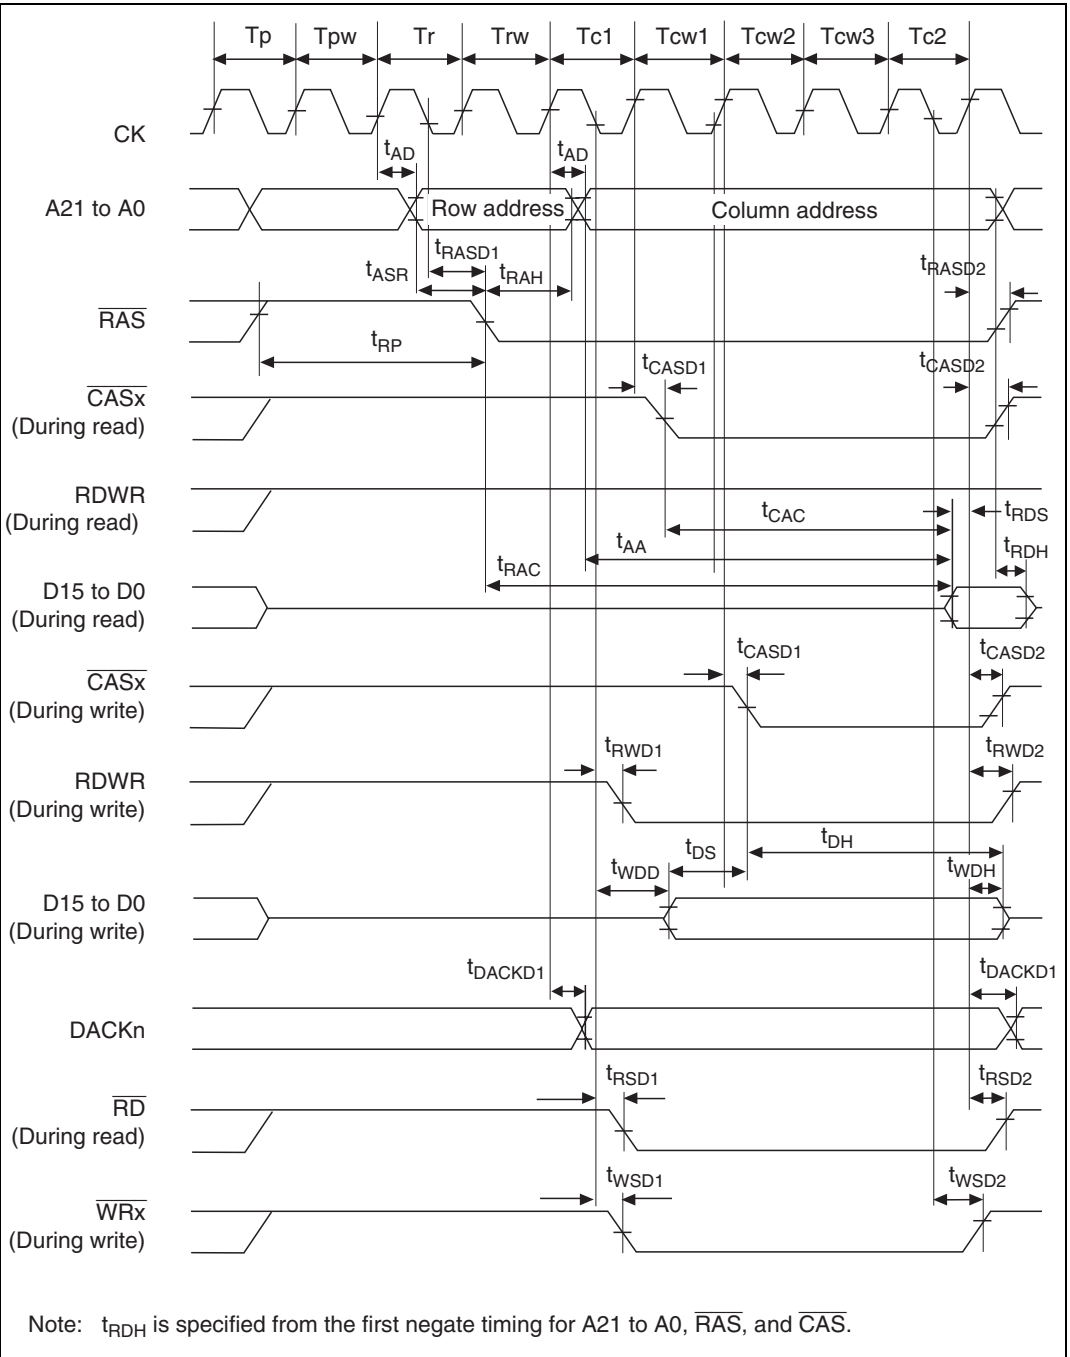 Tp Tpw Tr Trw Tc1 Tcw1 Tcw2 Tcw3 Tc2
CK
tAD tAD
A21 to A0 Row address Column address
tRASD1
tASR tRAH tRASD2
RAS
tRP
tCASD1 tCASD2
CASx
(During read)
RDWR
(During read)
tCAC tRDS
tAA tRDH
tRAC
D15 to D0
(During read)
tCASD1 tCASD2
CASx
(During write)
tRWD1 tRWD2
RDWR
(During write)
tDH
tDS
tWDD tWDH
D15 to D0
(During write)
tDACKD1 tDACKD1
DACKn
tRSD1 tRSD2
RD
(During read)
tWSD1 tWSD2
WRx
(During write)
Note: tRDH is specified from the first negate timing for A21 to A0, RAS, and CAS.